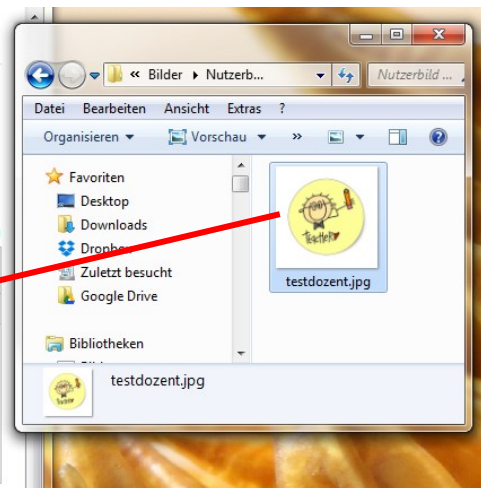 « Bilder ▸ Nutzerb...
Nutzerbild ...
Datei Bearbeiten Ansicht Extras ?
Organisieren Vorschau »
Favoriten
Desktop
Downloads
Dropbox
Zuletzt besucht
Google Drive
Bibliotheken
TeacHeR
testdozent.jpg
testdozent.jpg